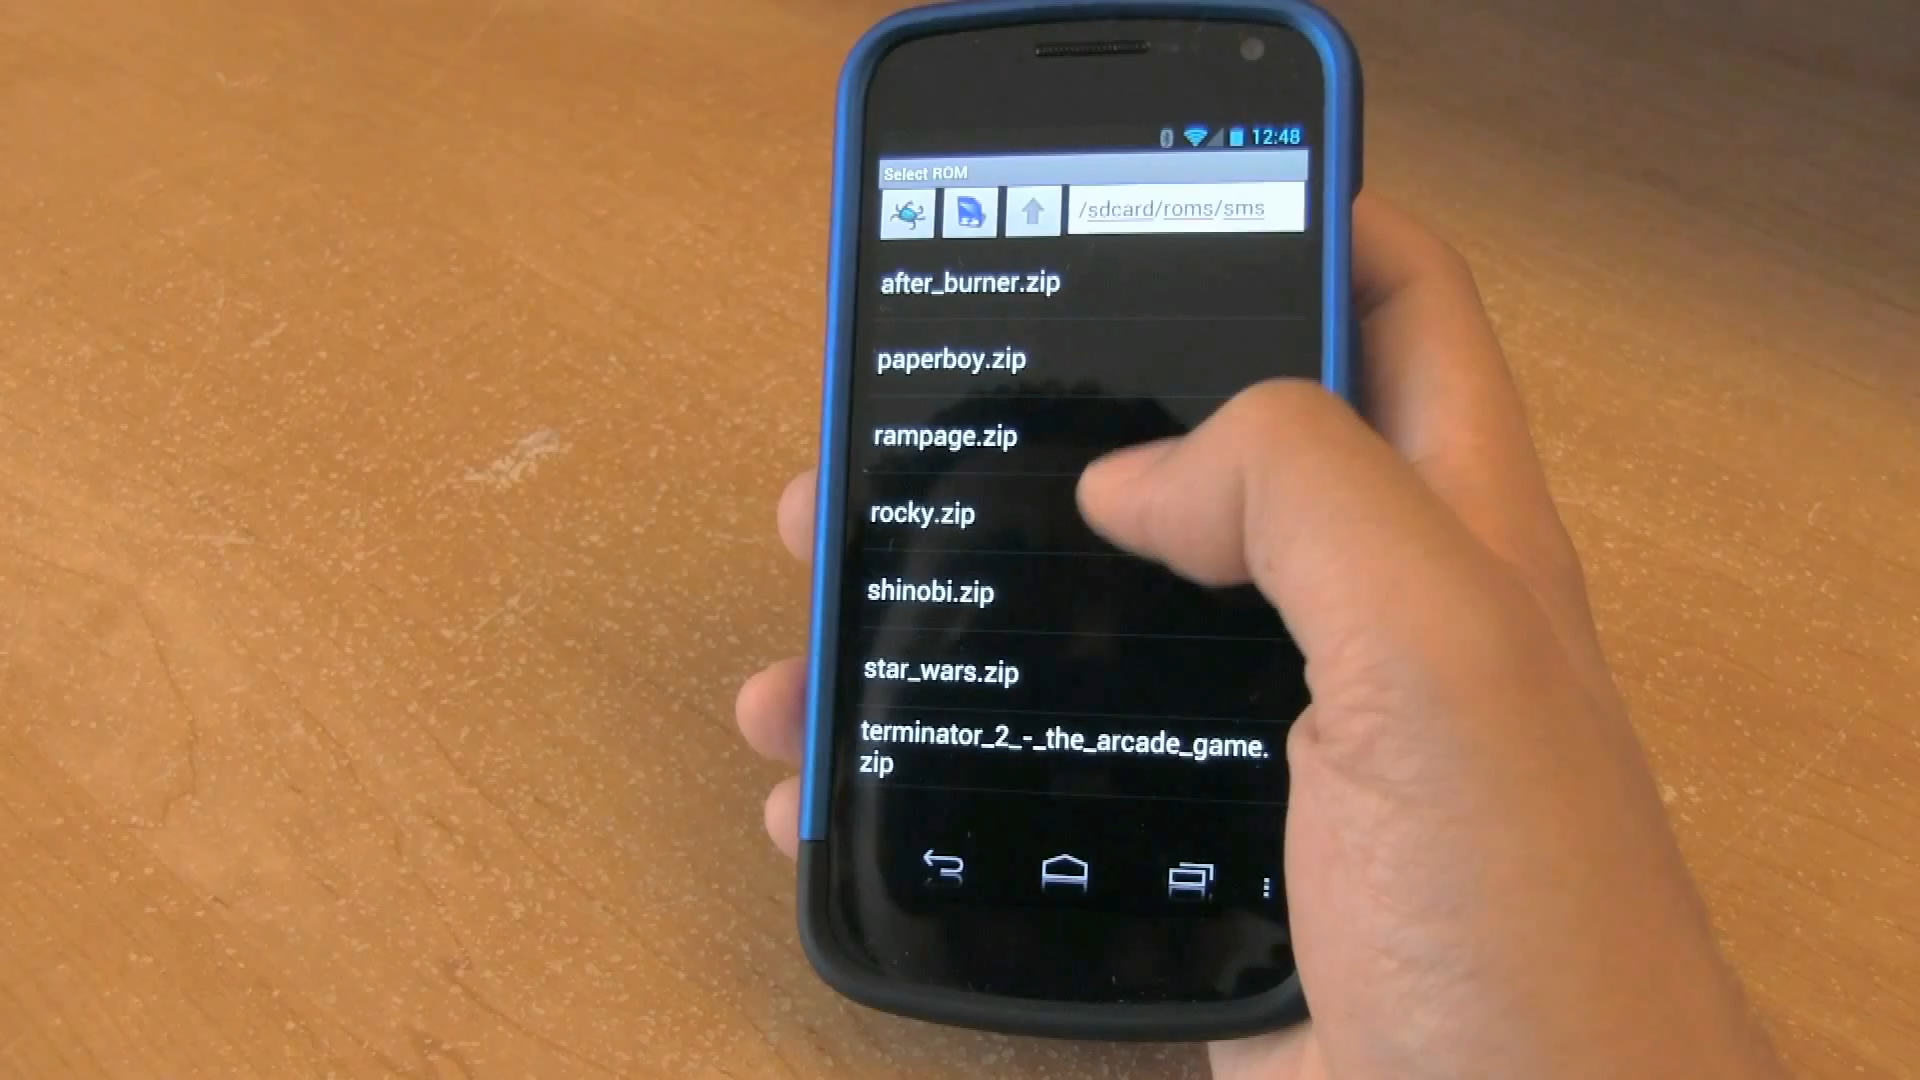 12:48
Select ROM
/sdcard/roms/sms
after_burner.zip
paperboy.zip
rampage.zip
rocky.zip
shinobi.zip
star_wars.zip
terminator_2_-_the_arcade_game.
zip